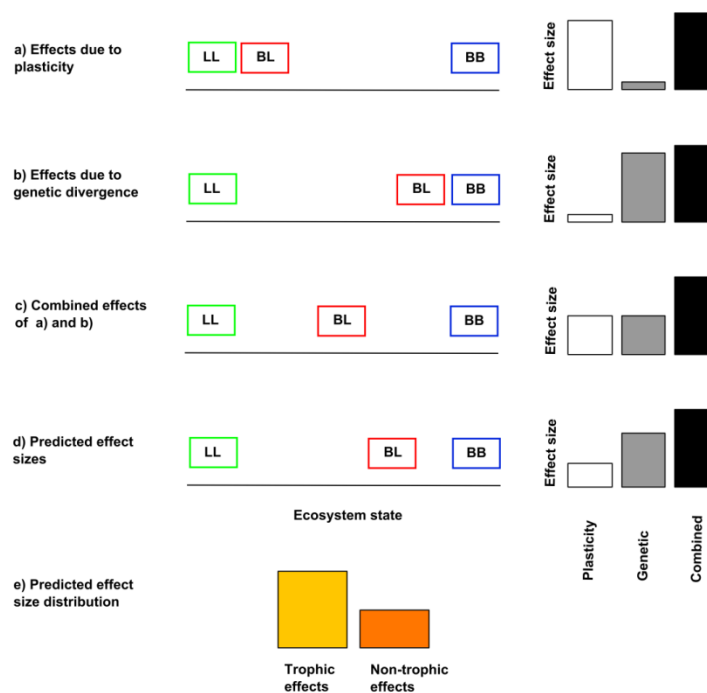 a) Effects due to
plasticity
LL
BL
BB
Effect size
b) Effects due to
genetic divergence
LL
BL
BB
Effect size
c) Combined effects
of a) and b)
LL
BL
BB
Effect size
d) Predicted effect
sizes
LL
BL
BB
Effect size
Ecosystem state
Plasticity
Genetic
Combined
e) Predicted effect
size distribution
Trophic
effects
Non-trophic
effects